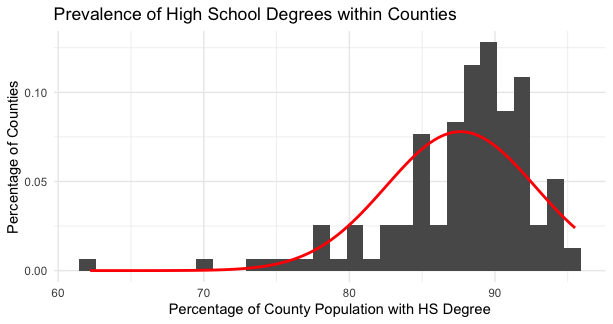 Prevalence of High School Degrees within Counties
Percentage of Counties
0.10
0.05
0.00
60 70 80 90
Percentage of County Population with HS Degree